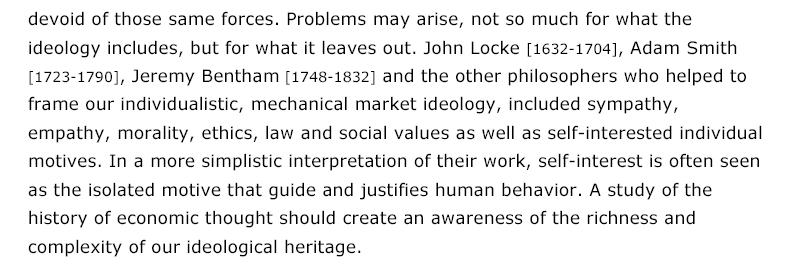 devoid of those same forces. Problems may arise, not so much for what the
ideology includes, but for what it leaves out. John Locke [1632-1704], Adam Smith
[1723-1790], Jeremy Bentham [1748-1832] and the other philosophers who helped to
frame our individualistic, mechanical market ideology, included sympathy,
empathy, morality, ethics, law and social values as well as self-interested individual
motives. In a more simplistic interpretation of their work, self-interest is often seen
as the isolated motive that guide and justifies human behavior. A study of the
history of economic thought should create an awareness of the richness and
complexity of our ideological heritage.